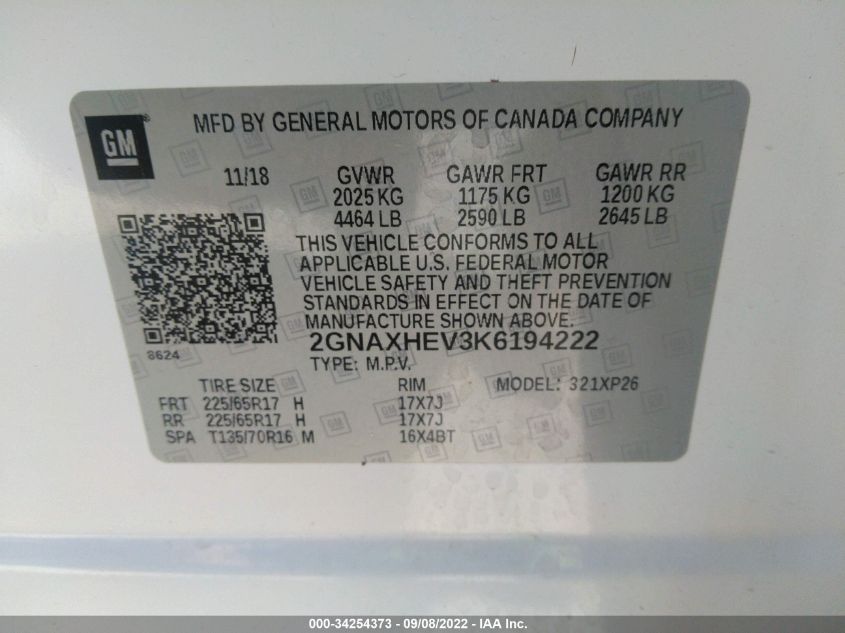 GM
MFD BY GENERAL MOTORS OF CANADA COMPANY
11/18 GVWR GAWR FRT GAWR RR
2025 KG 1175 KG 1200 KG
4464 LB 2590 LB 2645 LB
THIS VEHICLE CONFORMS TO ALL
APPLICABLE U.S. FEDERAL MOTOR
VEHICLE SAFETY AND THEFT PREVENTION
STANDARDS IN EFFECT ON THE DATE OF
MANUFACTURE SHOWN ABOVE.
8624
2GNAXHEV3K6194222
TYPE: M.P.V.
TIRE SIZE RIM MODEL: 321XP26
FRT 225/65R17 H 17X7J
RR 225/65R17 H 17X7J
SPA T135/70R16 M 16X4BT
000-34254373 - 09/08/2022 - IAA Inc.